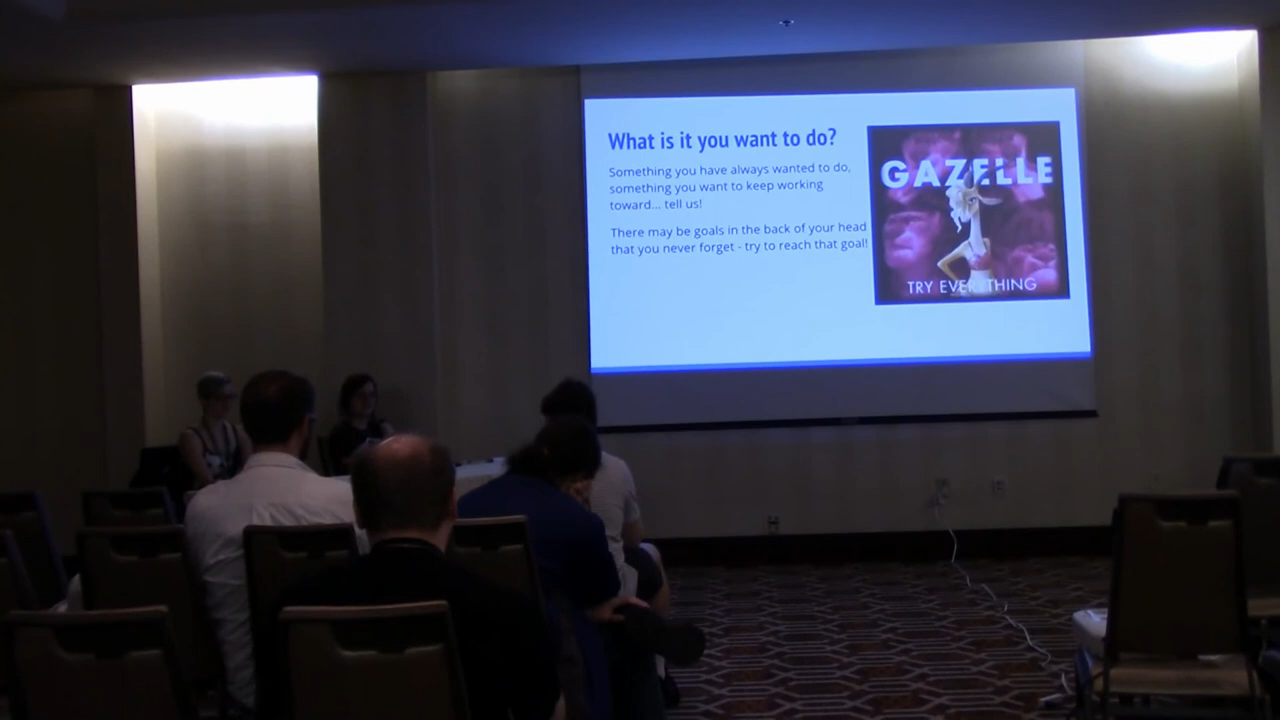 What is it you want to do?
Something you have always wanted to do,
something you want to keep working
toward... tell us!
There may be goals in the back of your head
that you never forget - try to reach that goal!
GAZELLE
TRY EVERYTHING